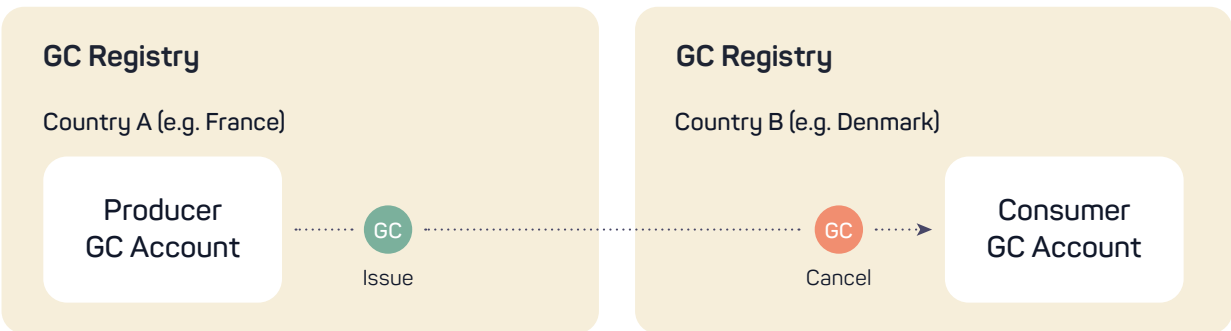 GC Registry
Country A (e.g. France)
Producer
GC Account
GC
Issue
GC Registry
Country B (e.g. Denmark)
GC
Cancel
Consumer
GC Account